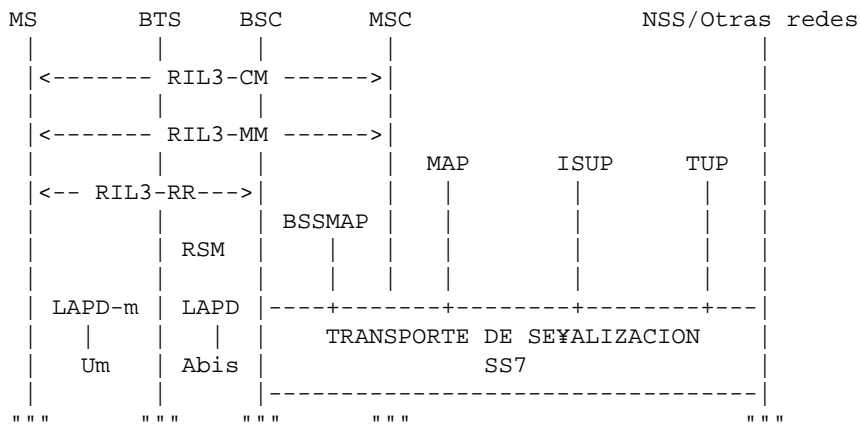 MS BTS BSC MSC NSS/Otras redes
| | | | |
|<------- RIL3-CM ------>| |
| | | | |
|<------- RIL3-MM ------>| |
| | | | MAP ISUP TUP |
|<-- RIL3-RR--->| | | | | |
| | | BSSMAP | | | | |
| | RSM | | | | | | |
| | | | | | | | |
| LAPD-m | LAPD |----+-------+--------+--------+---|
| | | | | TRANSPORTE DE SE¥ALIZACION |
| Um | Abis | SS7 |
| | |----------------------------------|
""" """ """ """ """